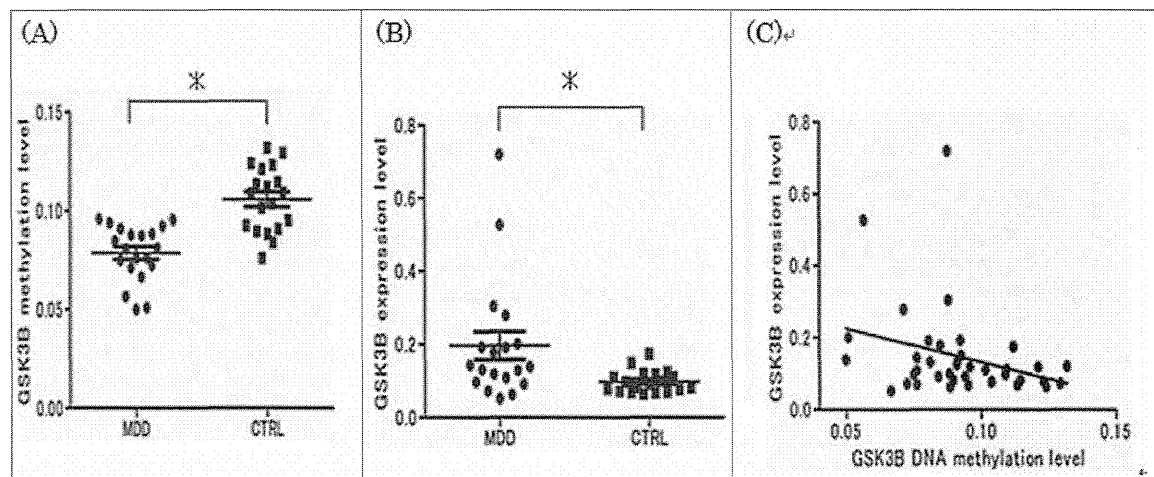 (A)
*
GSK3B methylation level
0.15
0.10
0.05
0.00
MDD CTRL
(B)
*
GSK3B expression level
0.8
0.6
0.4
0.2
0.0
MDD CTRL
(C)↵
GSK3B expression level
0.8
0.6
0.4
0.2
0.0
0.05 0.10 0.15
GSK3B DNA methylation level